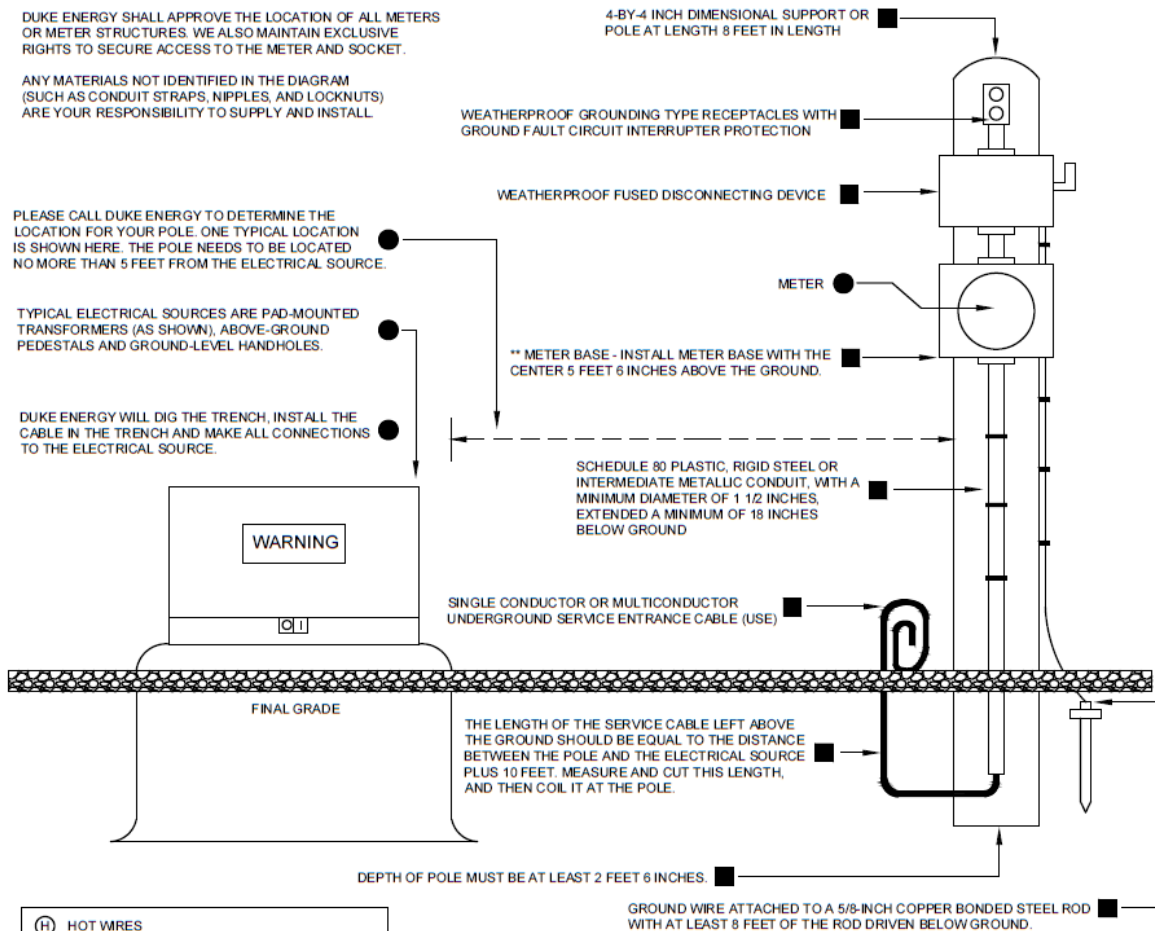 DUKE ENERGY SHALL APPROVE THE LOCATION OF ALL METERS
OR METER STRUCTURES. WE ALSO MAINTAIN EXCLUSIVE
RIGHTS TO SECURE ACCESS TO THE METER AND SOCKET.
ANY MATERIALS NOT IDENTIFIED IN THE DIAGRAM
(SUCH AS CONDUIT STRAPS, NIPPLES, AND LOCKNUTS)
ARE YOUR RESPONSIBILITY TO SUPPLY AND INSTALL
4-BY-4 INCH DIMENSIONAL SUPPORT OR
POLE AT LENGTH 8 FEET IN LENGTH
WEATHERPROOF GROUNDING TYPE RECEPTACLES WITH
GROUND FAULT CIRCUIT INTERRUPTER PROTECTION
WEATHERPROOF FUSED DISCONNECTING DEVICE
PLEASE CALL DUKE ENERGY TO DETERMINE THE
LOCATION FOR YOUR POLE. ONE TYPICAL LOCATION
IS SHOWN HERE. THE POLE NEEDS TO BE LOCATED
NO MORE THAN 5 FEET FROM THE ELECTRICAL SOURCE.
METER
TYPICAL ELECTRICAL SOURCES ARE PAD-MOUNTED
TRANSFORMERS (AS SHOWN), ABOVE-GROUND
PEDESTALS AND GROUND-LEVEL HANDHOLES.
** METER BASE - INSTALL METER BASE WITH THE
CENTER 5 FEET 6 INCHES ABOVE THE GROUND.
DUKE ENERGY WILL DIG THE TRENCH, INSTALL THE
CABLE IN THE TRENCH AND MAKE ALL CONNECTIONS
TO THE ELECTRICAL SOURCE.
SCHEDULE 80 PLASTIC, RIGID STEEL OR
INTERMEDIATE METALLIC CONDUIT, WITH A
MINIMUM DIAMETER OF 1 1/2 INCHES,
EXTENDED A MINIMUM OF 18 INCHES
BELOW GROUND
WARNING
SINGLE CONDUCTOR OR MULTICONDUCTOR
UNDERGROUND SERVICE ENTRANCE CABLE (USE)
FINAL GRADE
THE LENGTH OF THE SERVICE CABLE LEFT ABOVE
THE GROUND SHOULD BE EQUAL TO THE DISTANCE
BETWEEN THE POLE AND THE ELECTRICAL SOURCE
PLUS 10 FEET. MEASURE AND CUT THIS LENGTH,
AND THEN COIL IT AT THE POLE.
DEPTH OF POLE MUST BE AT LEAST 2 FEET 6 INCHES.
GROUND WIRE ATTACHED TO A 5/8-INCH COPPER BONDED STEEL ROD
WITH AT LEAST 8 FEET OF THE ROD DRIVEN BELOW GROUND.
H HOT WIRES